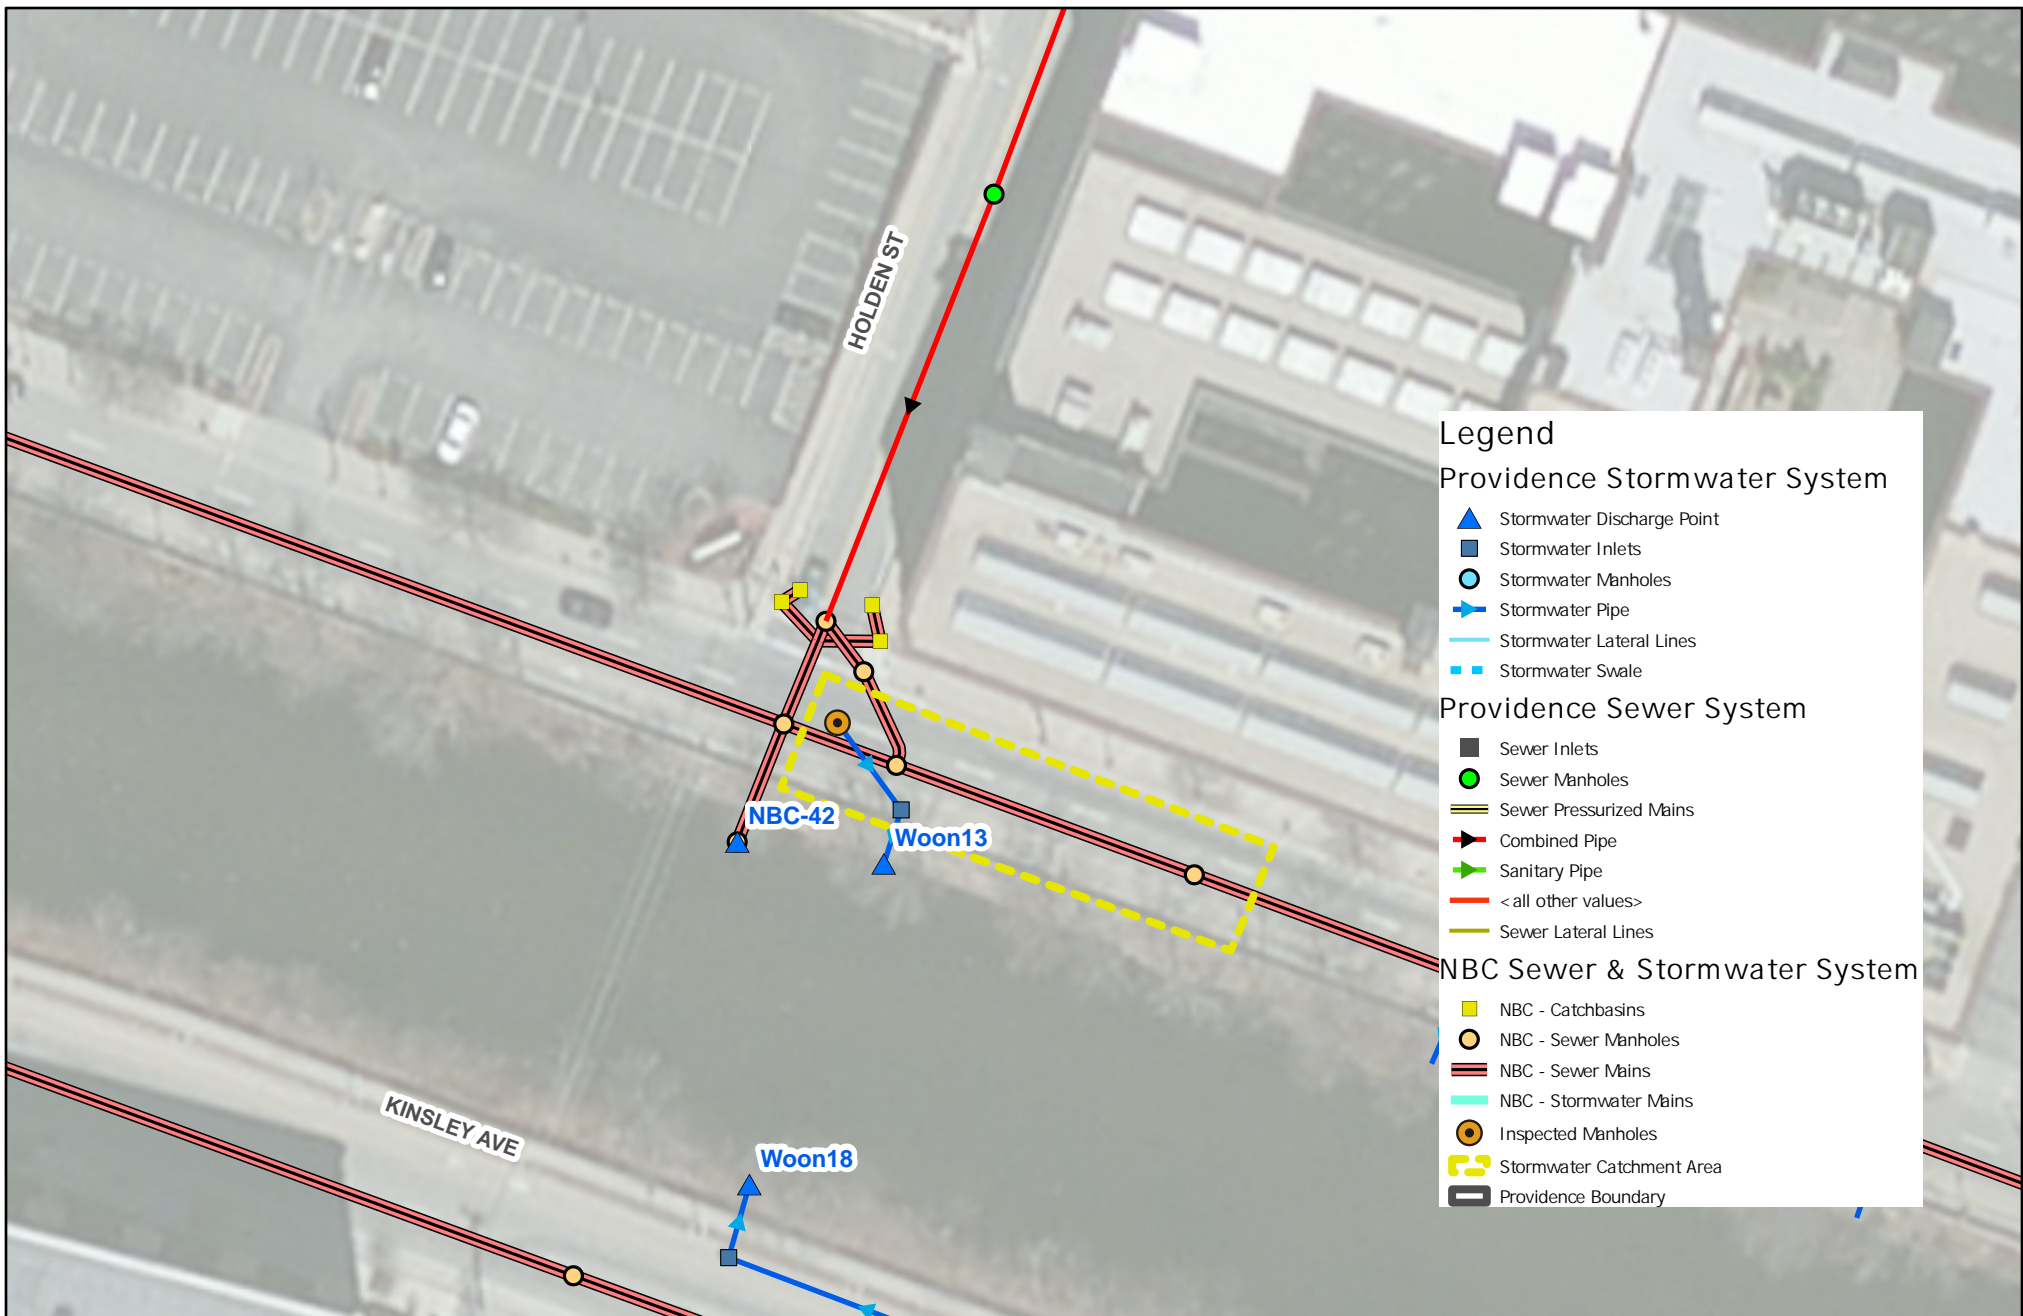 HOLDEN ST
Legend
Providence Stormwater System
Stormwater Discharge Point
Stormwater Inlets
Stormwater Manholes
Stormwater Pipe
Stormwater Lateral Lines
Stormwater Swale
Providence Sewer System
Sewer Inlets
Sewer Manholes
Sewer Pressurized Mains
Combined Pipe
Sanitary Pipe
<all other values>
Sewer Lateral Lines
NBC Sewer & Stormwater System
NBC - Catchbasins
NBC - Sewer Manholes
NBC - Sewer Mains
NBC - Stormwater Mains
Inspected Manholes
Stormwater Catchment Area
Providence Boundary
NBC-42
Woon13
KINSLEY AVE
Woon18